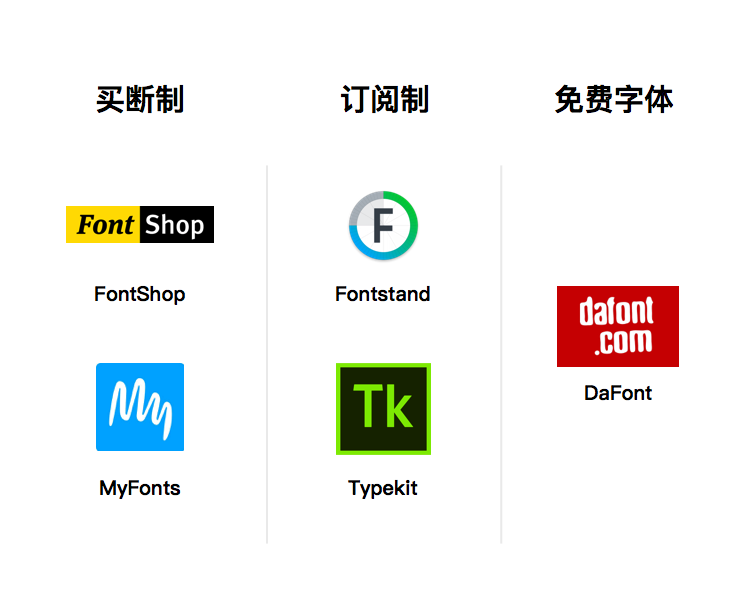 买断制
订阅制
免费字体
Font Shop
FontShop
My
MyFonts
F
Fontstand
Tk
Typekit
dafont
.com
DaFont